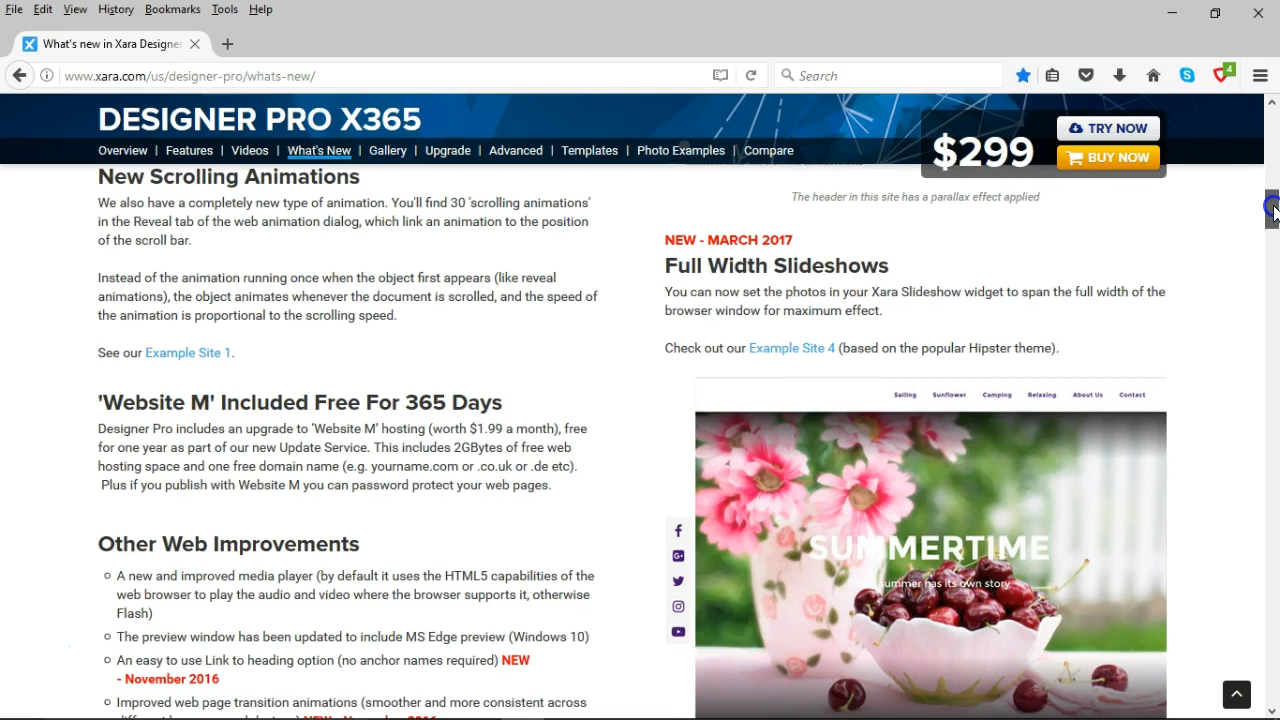 File Edit View History Bookmarks Tools Help
What's new in Xara Designe
www.xara.com/us/designer-pro/whats-new/
Search
4
DESIGNER PRO X365
$299
TRY NOW
BUY NOW
Overview | Features | Videos | What's New | Gallery | Upgrade | Advanced | Templates | Photo Examples | Compare
New Scrolling Animations
We also have a completely new type of animation. You'll find 30 'scrolling animations'
in the Reveal tab of the web animation dialog, which link an animation to the position
of the scroll bar.
Instead of the animation running once when the object first appears (like reveal
animations), the object animates whenever the document is scrolled, and the speed of
the animation is proportional to the scrolling speed.
See our Example Site 1.
'Website M' Included Free For 365 Days
Designer Pro includes an upgrade to 'Website M' hosting (worth $1.99 a month), free
for one year as part of our new Update Service. This includes 2GBytes of free web
hosting space and one free domain name (e.g. yourname.com or .co.uk or .de etc).
Plus if you publish with Website M you can password protect your web pages.
Other Web Improvements
A new and improved media player (by default it uses the HTML5 capabilities of the
web browser to play the audio and video where the browser supports it, otherwise
Flash)
The preview window has been updated to include MS Edge preview (Windows 10)
An easy to use Link to heading option (no anchor names required) NEW
- November 2016
Improved web page transition animations (smoother and more consistent across
The header in this site has a parallax effect applied
NEW - MARCH 2017
Full Width Slideshows
You can now set the photos in your Xara Slideshow widget to span the full width of the
browser window for maximum effect.
Check out our Example Site 4 (based on the popular Hipster theme).
Sailing Sunflower Camping Relaxing About Us Contact
SUMMERTIME
summer has its own story